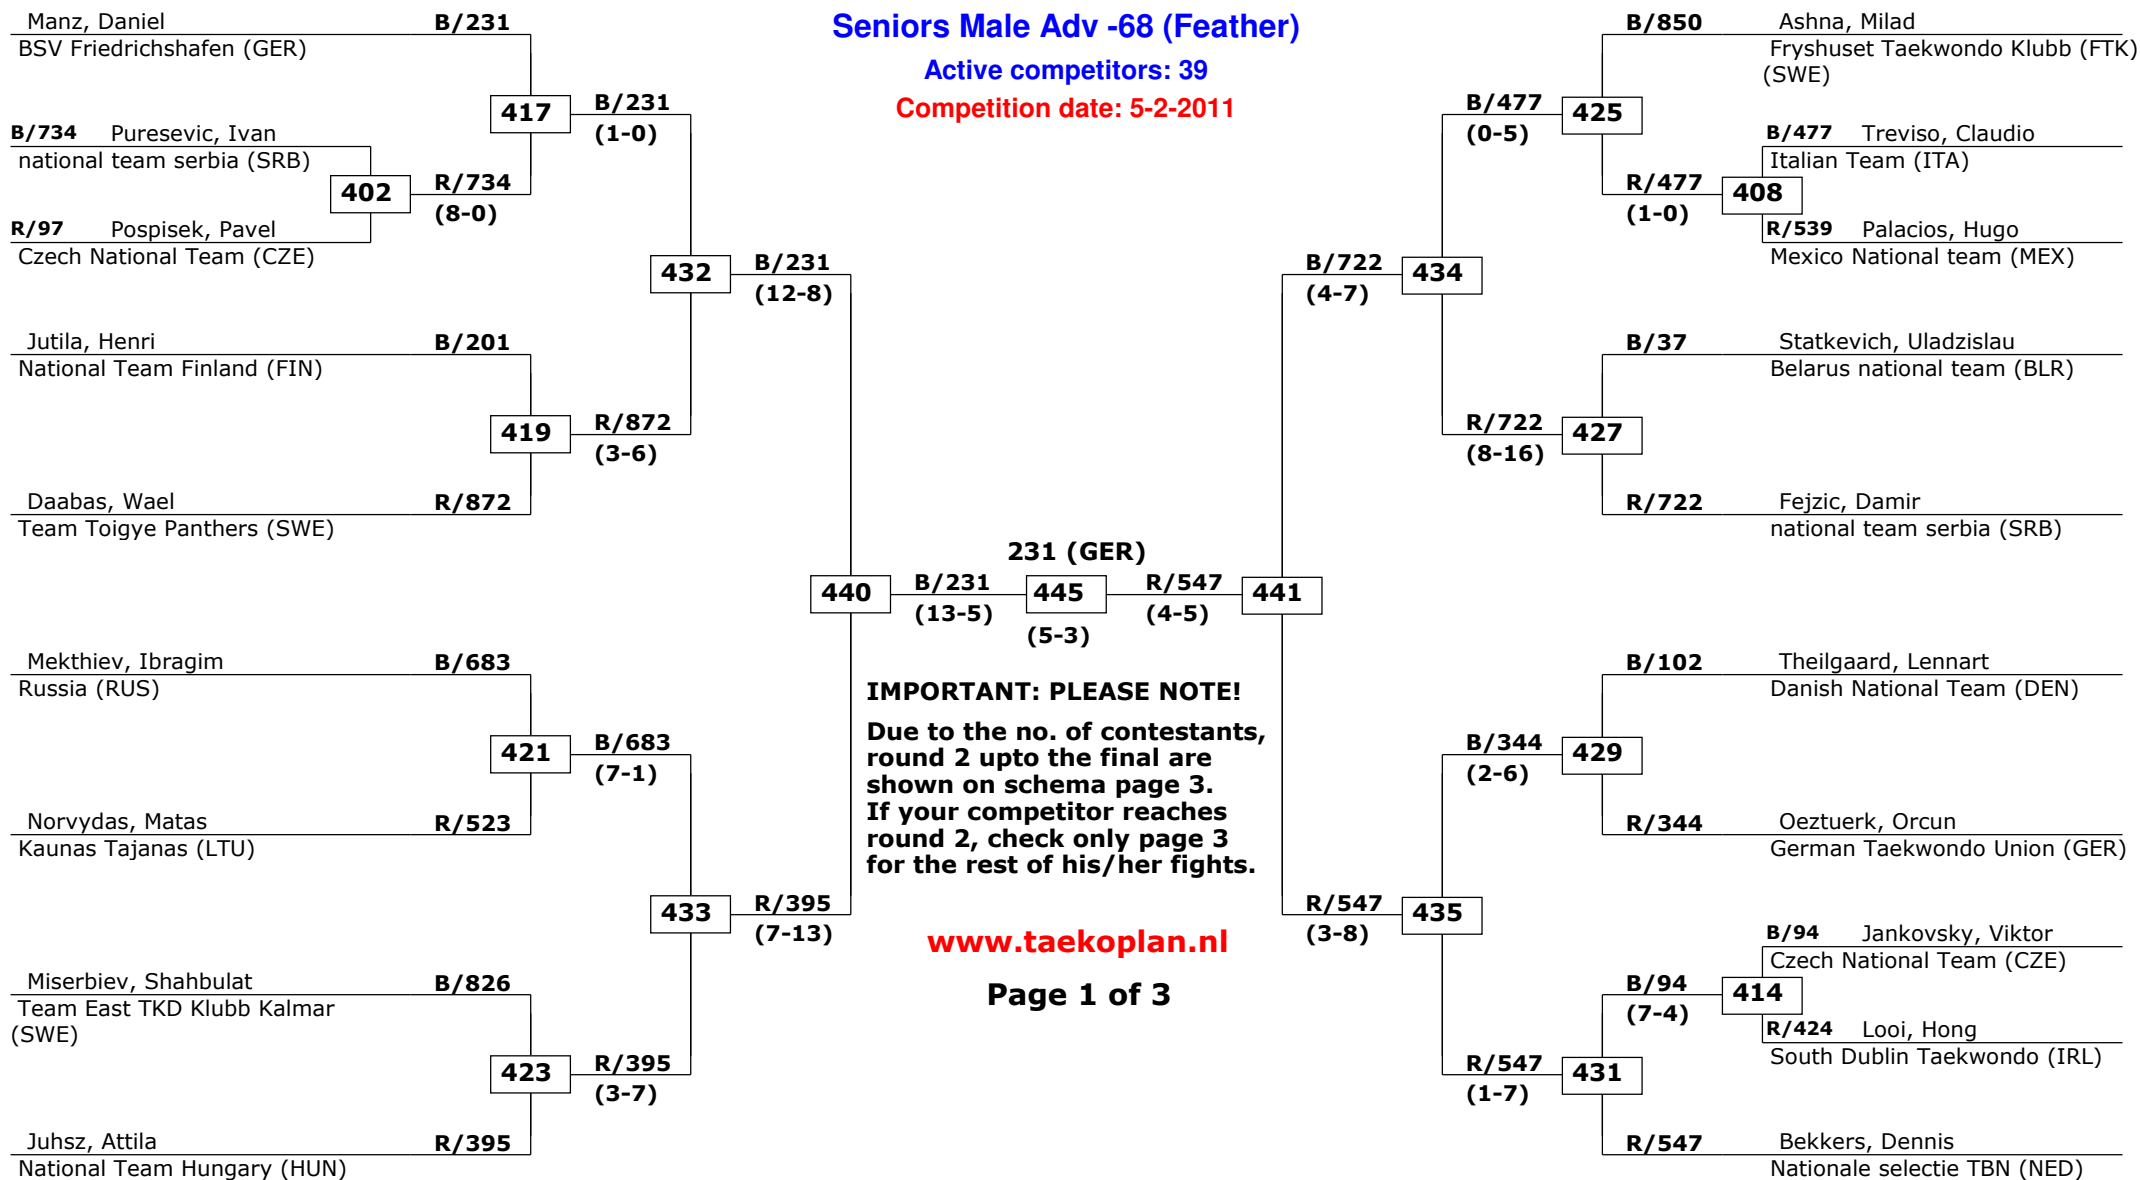 Seniors Male Adv -68 (Feather)
Active competitors: 39
Competition date: 5-2-2011
Manz, Daniel B/231
BSV Friedrichshafen (GER)
417 B/231
(1-0)
B/734 Puresevic, Ivan
national team serbia (SRB)
402 R/734
(8-0)
R/97 Pospisek, Pavel
Czech National Team (CZE)
432 B/231
(12-8)
Jutila, Henri B/201
National Team Finland (FIN)
419 R/872
(3-6)
Daabas, Wael R/872
Team Toigye Panthers (SWE)
440 B/231
(13-5)
Mekthiev, Ibragim B/683
Russia (RUS)
421 B/683
(7-1)
Norvydas, Matas R/523
Kaunas Tajanas (LTU)
433 R/395
(7-13)
Miserbiev, Shahbulat B/826
Team East TKD Klubb Kalmar
(SWE)
423 R/395
(3-7)
Juhsz, Attila R/395
National Team Hungary (HUN)
231 (GER)
445
(5-3)
IMPORTANT: PLEASE NOTE!
Due to the no. of contestants,
round 2 upto the final are
shown on schema page 3.
If your competitor reaches
round 2, check only page 3
for the rest of his/her fights.
www.taekoplan.nl
Page 1 of 3
B/850 Ashna, Milad
Fryshuset Taekwondo Klubb (FTK)
(SWE)
B/477 425
(0-5)
B/477 Treviso, Claudio
Italian Team (ITA)
R/477 408
(1-0)
R/539 Palacios, Hugo
Mexico National team (MEX)
B/722 434
(4-7)
B/37 Statkevich, Uladzislau
Belarus national team (BLR)
R/722 427
(8-16)
R/722 Fejzic, Damir
national team serbia (SRB)
R/547 441
(4-5)
B/102 Theilgaard, Lennart
Danish National Team (DEN)
B/344 429
(2-6)
R/344 Oeztuerk, Orcun
German Taekwondo Union (GER)
R/547 435
(3-8)
B/94 Jankovsky, Viktor
Czech National Team (CZE)
B/94 414
(7-4)
R/424 Looi, Hong
South Dublin Taekwondo (IRL)
R/547 431
(1-7)
R/547 Bekkers, Dennis
Nationale selectie TBN (NED)